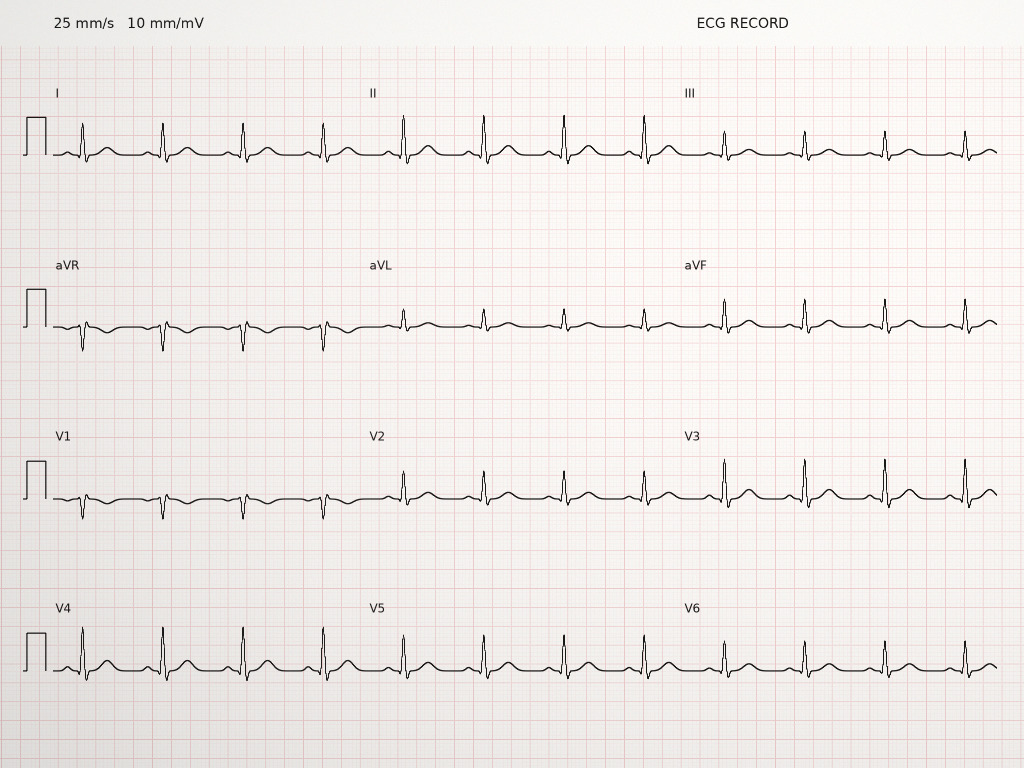 25 mm/s 10 mm/mV ECG RECORD
I II III
aVR aVL aVF
V1 V2 V3
V4 V5 V6